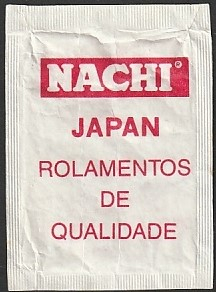 NACHI®
JAPAN
ROLAMENTOS
DE
QUALIDADE